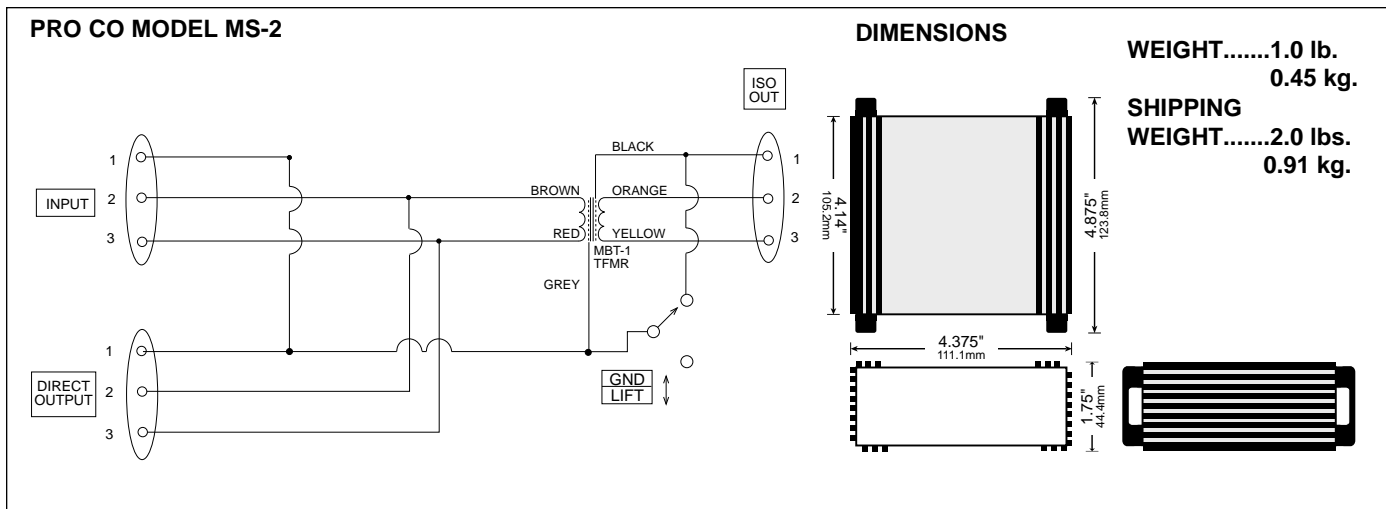 PRO CO MODEL MS-2
DIMENSIONS
WEIGHT.......1.0 lb.
0.45 kg.
SHIPPING
WEIGHT.......2.0 lbs.
0.91 kg.
ISO
OUT
INPUT
1
2
3
BROWN
RED
BLACK
ORANGE
YELLOW
MBT-1
TFMR
GREY
1
2
3
DIRECT
OUTPUT
1
2
3
GND
LIFT
4.14"
105.2mm
4.875"
123.8mm
4.375"
111.1mm
1.75"
44.4mm